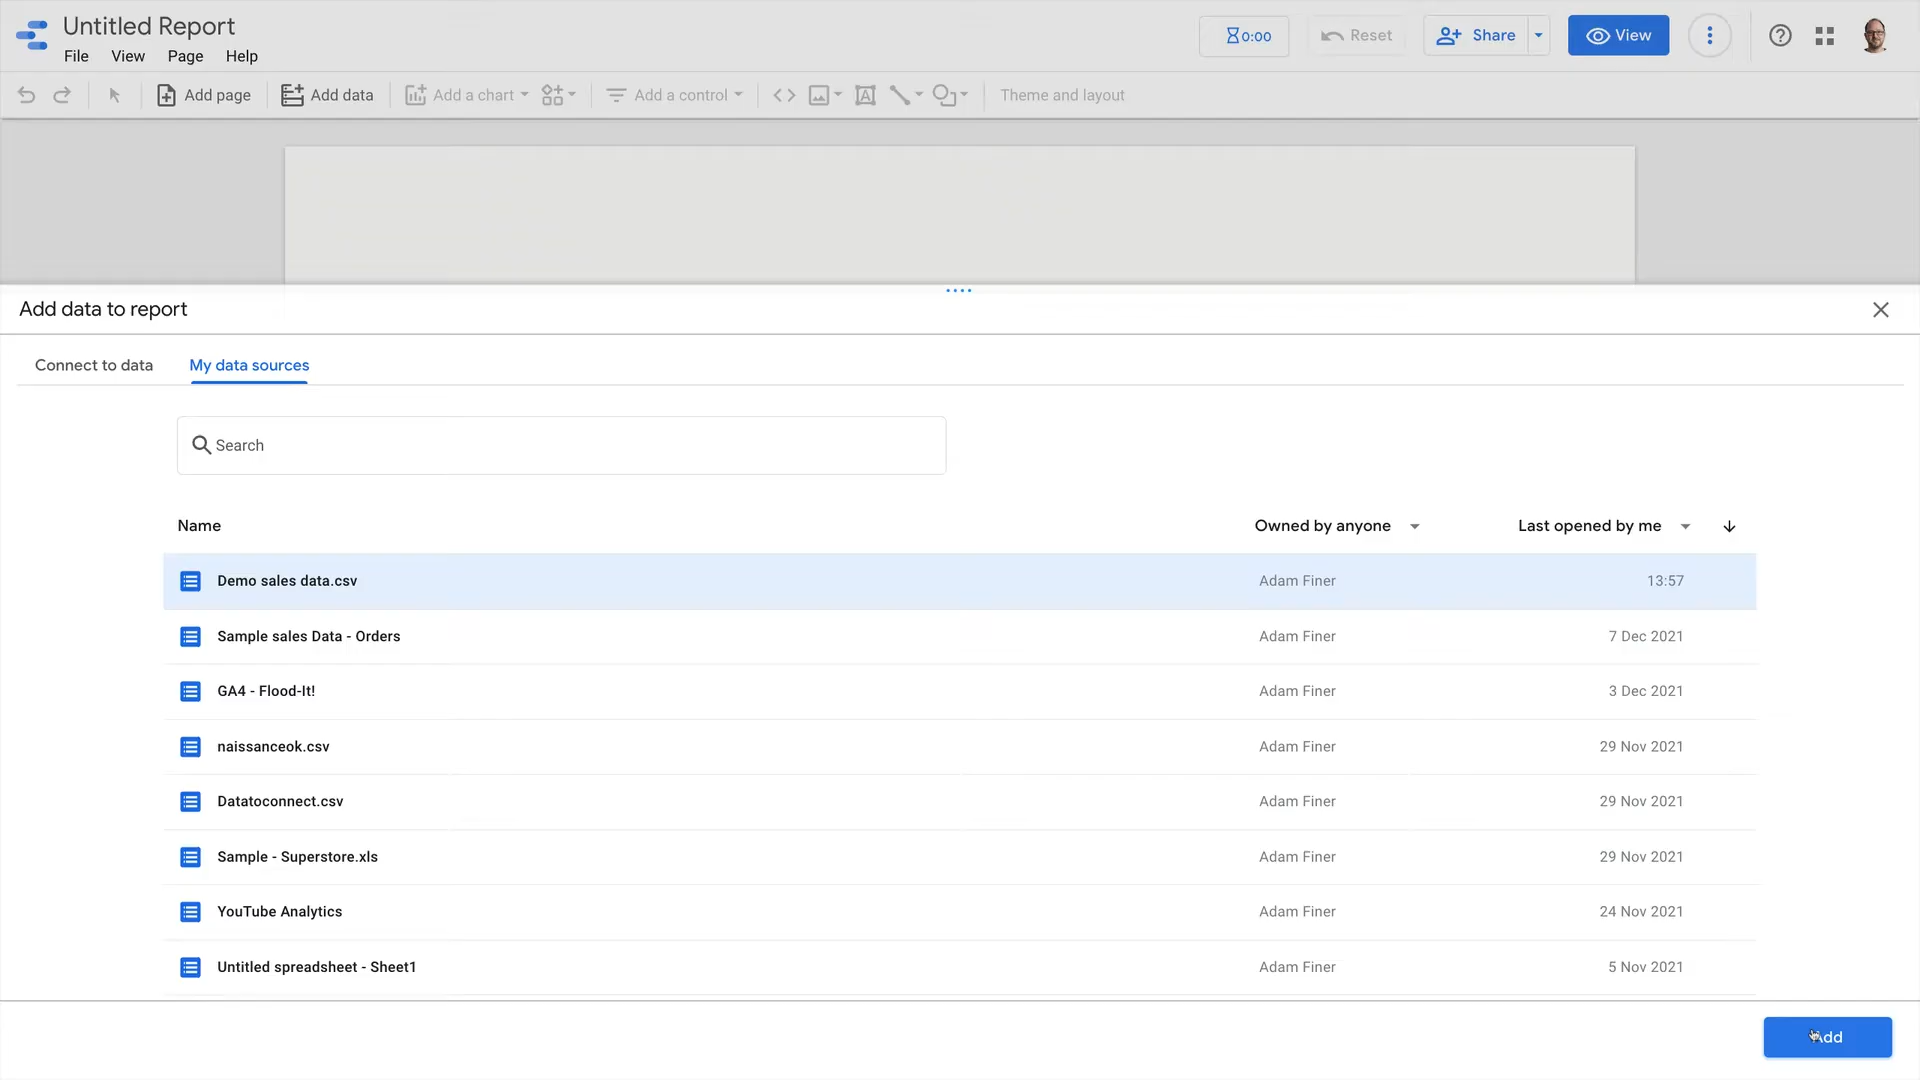 Untitled Report
File View Page Help
0:00 Reset Share View
Add page Add data Add a chart Add a control Theme and layout
Add data to report
Connect to data My data sources
Search
Name Owned by anyone Last opened by me
Demo sales data.csv Adam Finer 13:57
Sample sales Data - Orders Adam Finer 7 Dec 2021
GA4 - Flood-It! Adam Finer 3 Dec 2021
naissanceok.csv Adam Finer 29 Nov 2021
Datatoconnect.csv Adam Finer 29 Nov 2021
Sample - Superstore.xls Adam Finer 29 Nov 2021
YouTube Analytics Adam Finer 24 Nov 2021
Untitled spreadsheet - Sheet1 Adam Finer 5 Nov 2021
Add